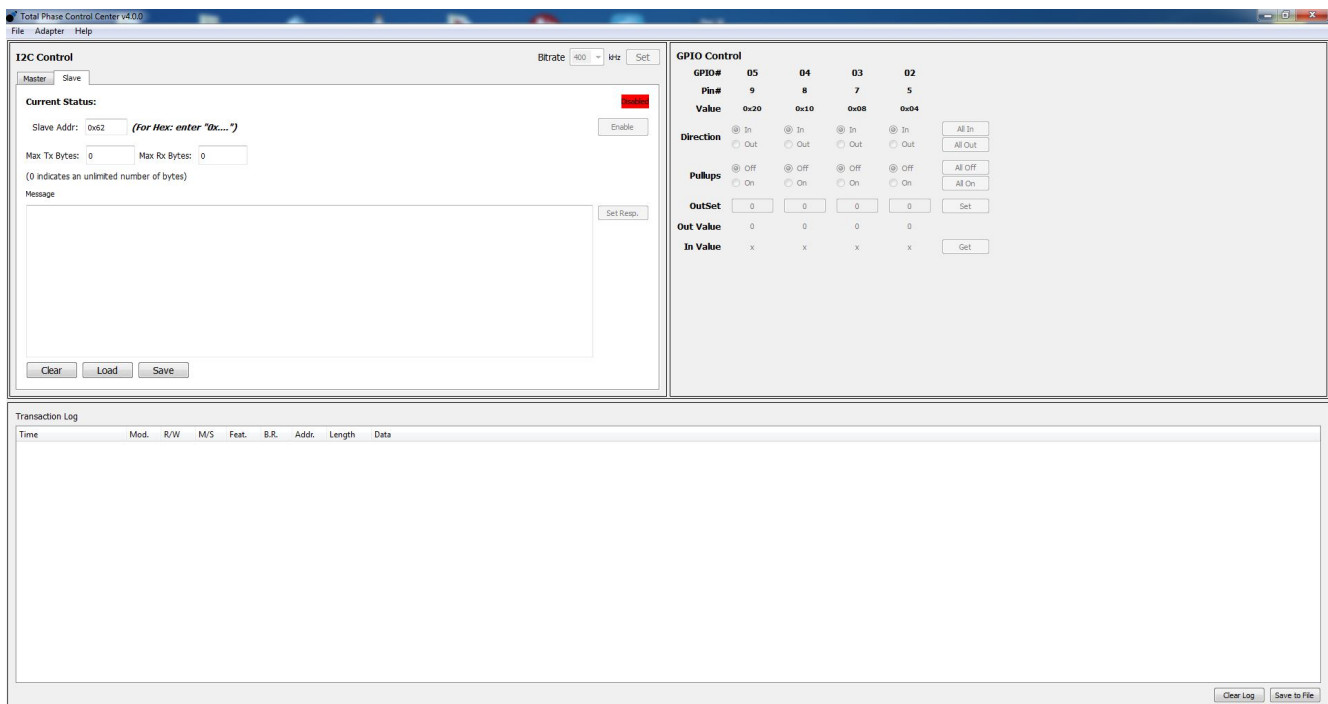 Total Phase Control Center v4.0.0
File Adapter Help
I2C Control
Bitrate 400 kHz Set
Master Slave
Current Status: Disabled
Slave Addr: 0x62 (For Hex: enter "0x....") Enable
Max Tx Bytes: 0 Max Rx Bytes: 0
(0 indicates an unlimited number of bytes)
Message
Set Resp.
Clear Load Save
GPIO Control
GPIO# 05 04 03 02
Pin# 9 8 7 5
Value 0x20 0x10 0x08 0x04
Direction
In In In In All In
Out Out Out Out All Out
Pullups
Off Off Off Off All Off
On On On On All On
OutSet 0 0 0 0 Set
Out Value 0 0 0 0
In Value x x x x Get
Transaction Log
Time Mod. R/W M/S Feat. B.R. Addr. Length Data
Clear Log Save to File